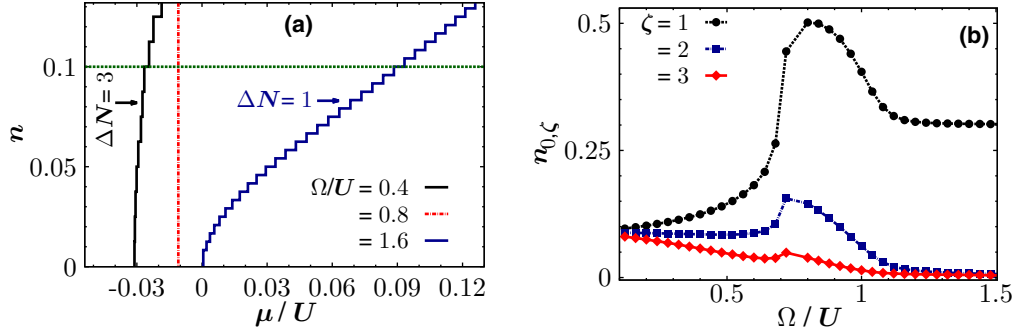 (a)
n
0.1
0.05
0
ΔN = 3
ΔN = 1
Ω/U = 0.4
= 0.8
= 1.6
-0.03
0
0.03
0.06
0.09
0.12
μ / U
(b)
n0,ζ
0.5
0.25
0
ζ = 1
= 2
= 3
0.5
1
1.5
Ω / U